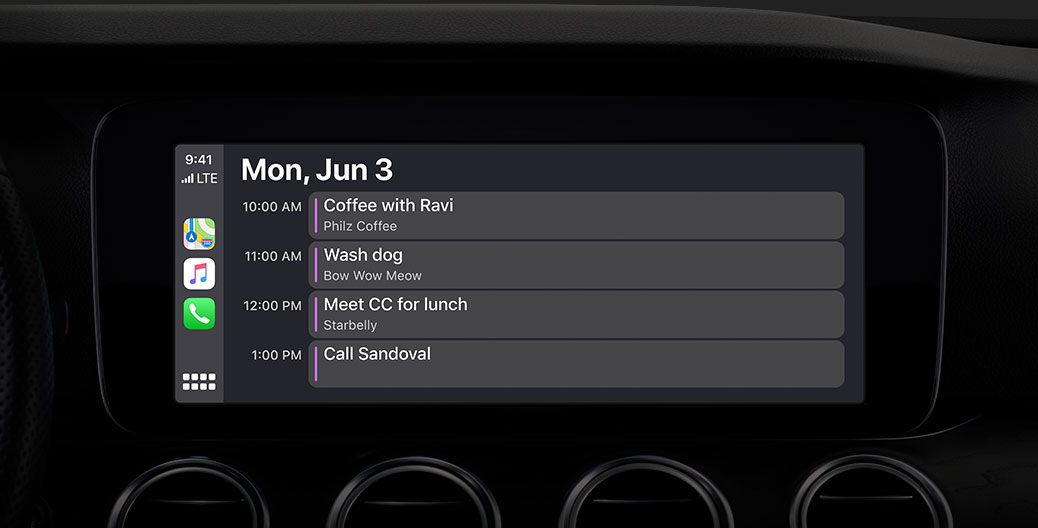 9:41
LTE
Mon, Jun 3
10:00 AM
Coffee with Ravi
Philz Coffee
11:00 AM
Wash dog
Bow Wow Meow
12:00 PM
Meet CC for lunch
Starbelly
1:00 PM
Call Sandoval